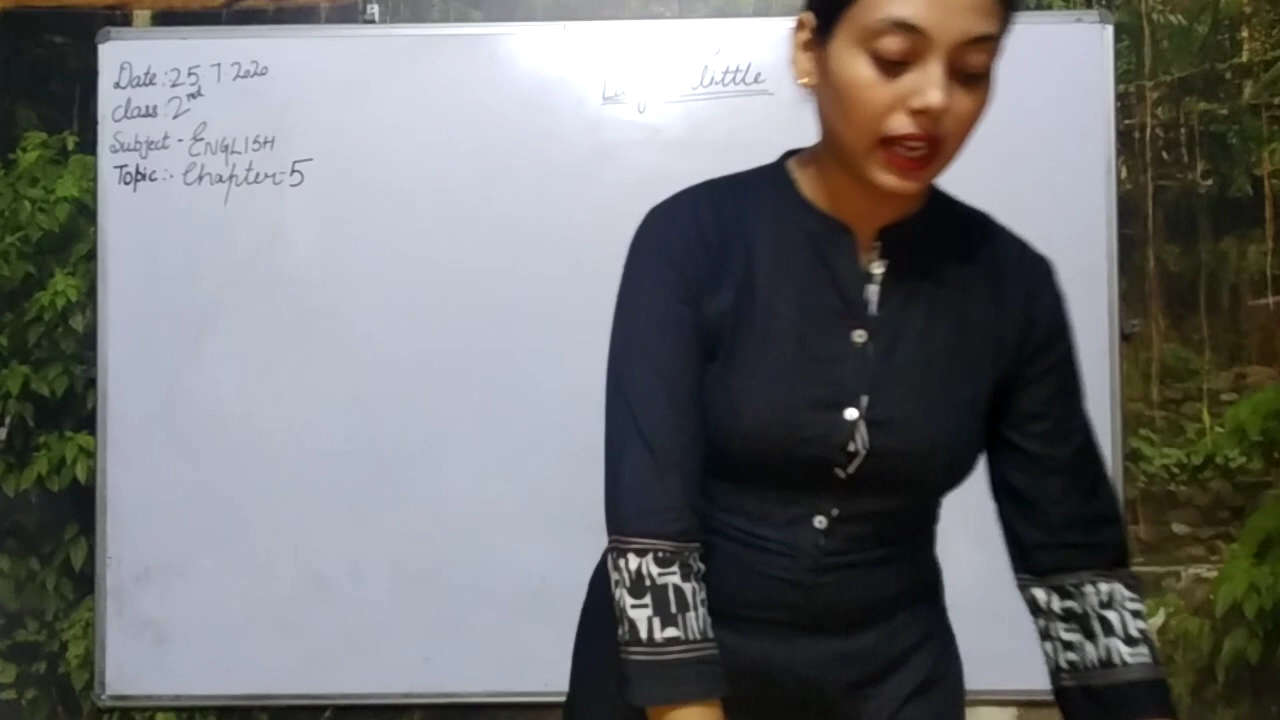 Date: 25 7 2020
Class: 2nd
Subject - ENGLISH
Topic:- Chapter-5
little